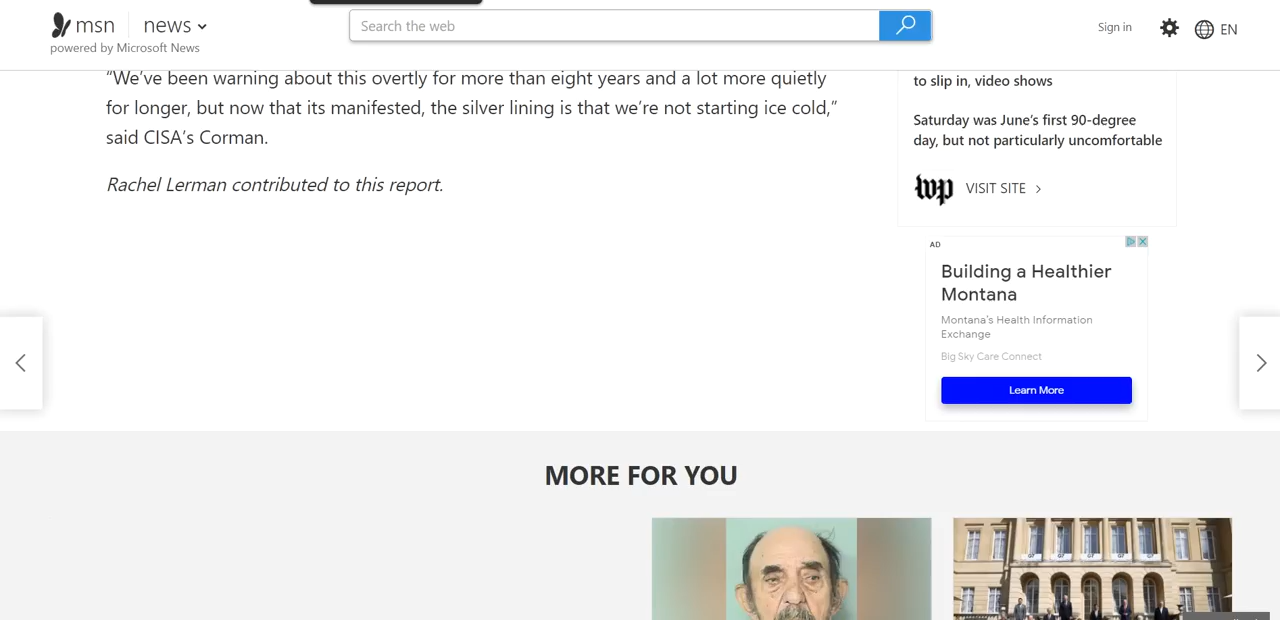 msn
news
powered by Microsoft News
Search the web
Sign in
EN
“We’ve been warning about this overtly for more than eight years and a lot more quietly
for longer, but now that its manifested, the silver lining is that we’re not starting ice cold,”
said CISA’s Corman.
Rachel Lerman contributed to this report.
to slip in, video shows
Saturday was June’s first 90-degree
day, but not particularly uncomfortable
wp
VISIT SITE
AD
Building a Healthier
Montana
Montana’s Health Information
Exchange
Big Sky Care Connect
Learn More
MORE FOR YOU
G7 G7 G7 G7